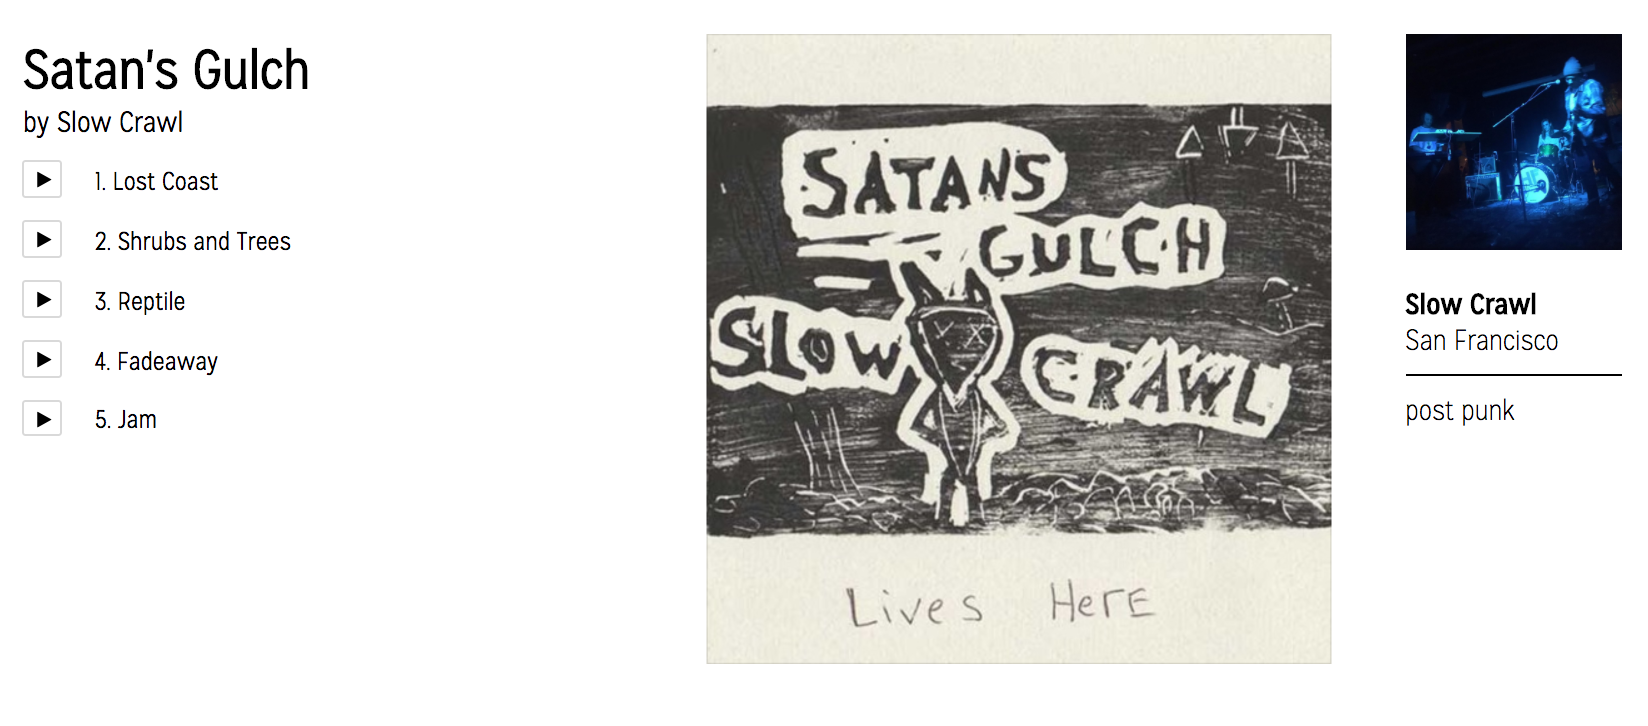 Satan's Gulch
by Slow Crawl
1. Lost Coast
2. Shrubs and Trees
3. Reptile
4. Fadeaway
5. Jam
SATANS
GULCH
SLOW CRAWL
Lives Here
Slow Crawl
San Francisco
post punk